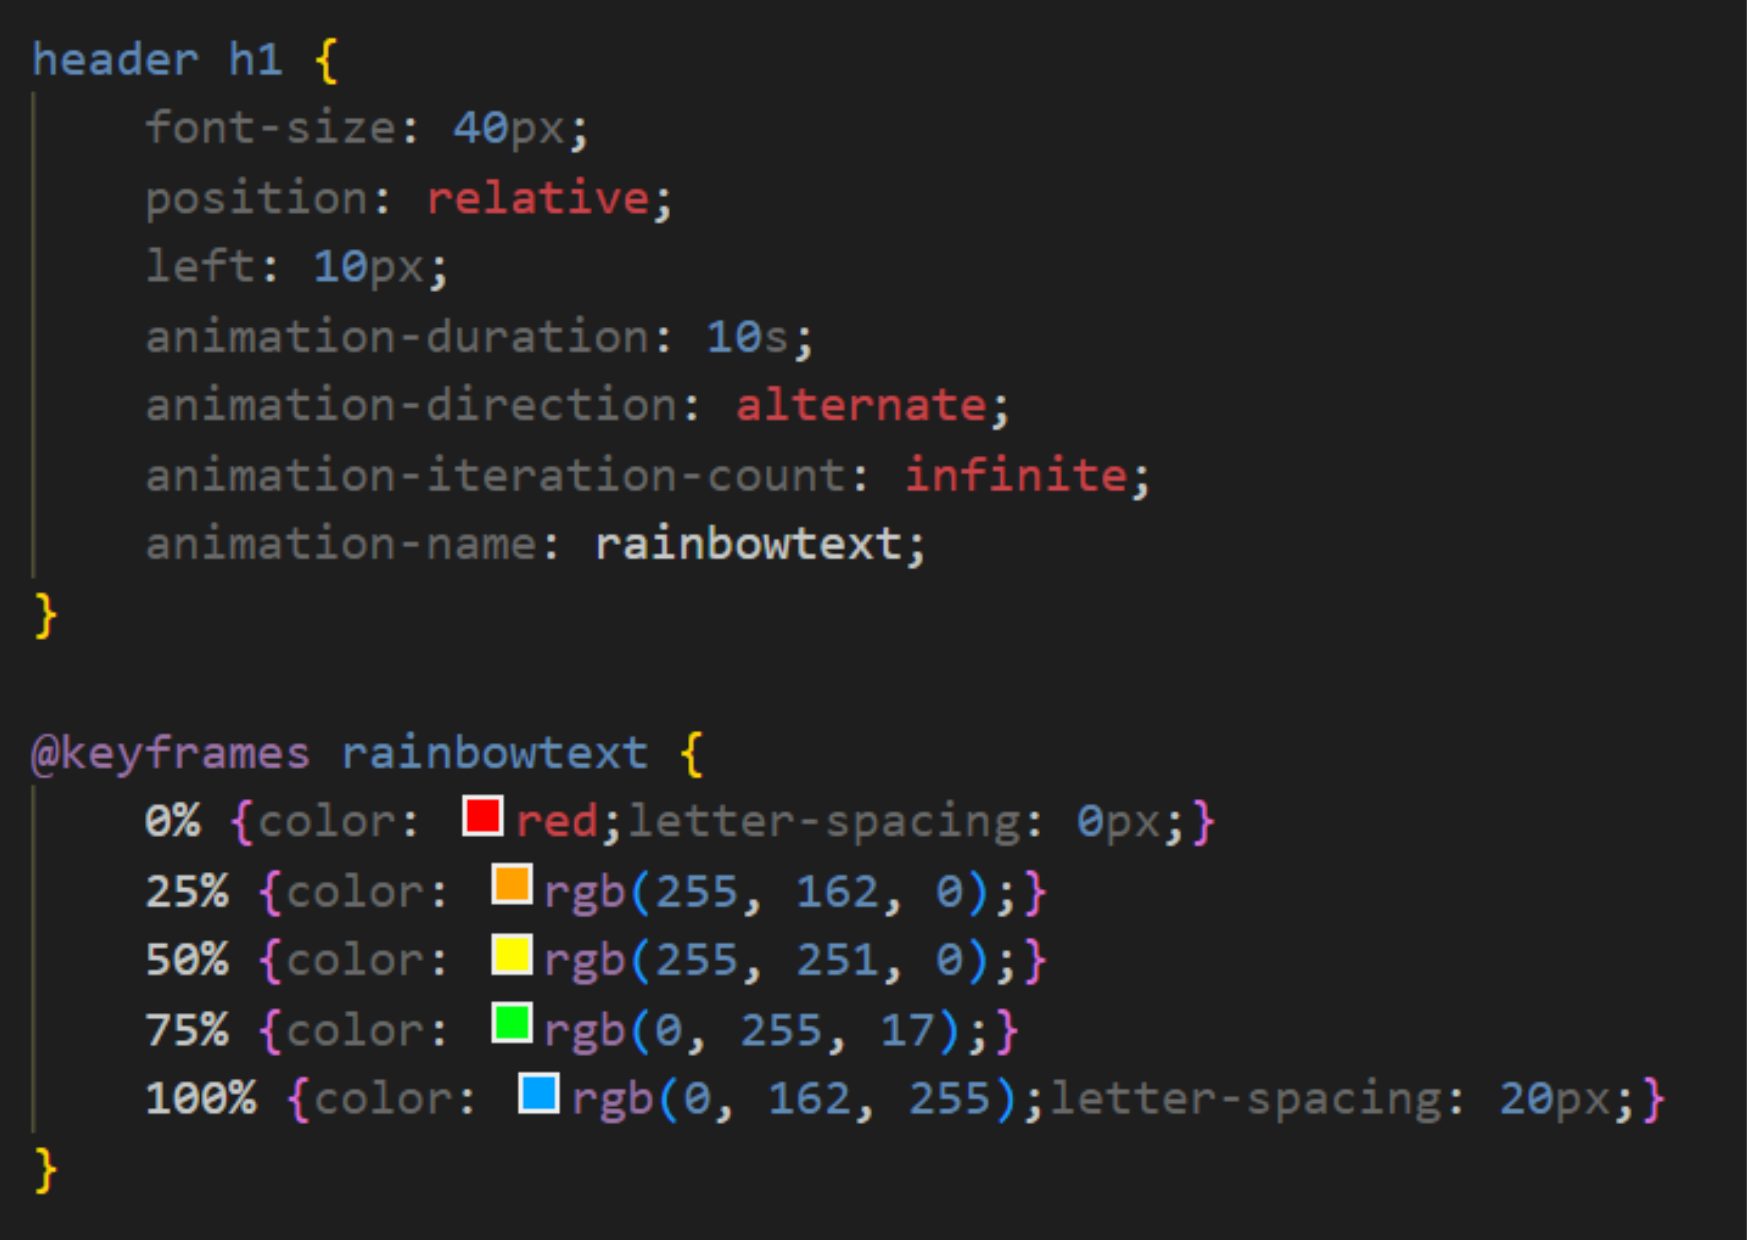 header h1 {
    font-size: 40px;
    position: relative;
    left: 10px;
    animation-duration: 10s;
    animation-direction: alternate;
    animation-iteration-count: infinite;
    animation-name: rainbowtext;
}

@keyframes rainbowtext {
    0% {color: red;letter-spacing: 0px;}
    25% {color: rgb(255, 162, 0);}
    50% {color: rgb(255, 251, 0);}
    75% {color: rgb(0, 255, 17);}
    100% {color: rgb(0, 162, 255);letter-spacing: 20px;}
}